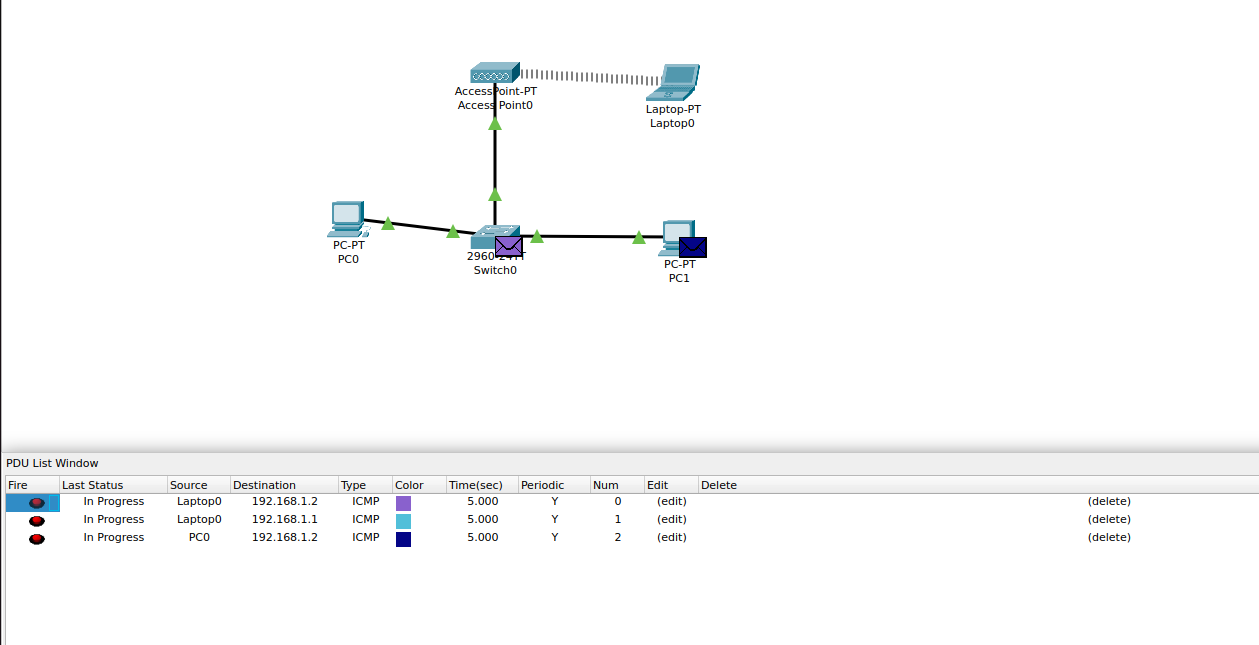 AccessPoint-PT
Access Point0
Laptop-PT
Laptop0
PC-PT
PC0
2960-24TT
Switch0
PC-PT
PC1
PDU List Window
Fire Last Status Source Destination Type Color Time(sec) Periodic Num Edit Delete
In Progress Laptop0 192.168.1.2 ICMP 5.000 Y 0 (edit) (delete)
In Progress Laptop0 192.168.1.1 ICMP 5.000 Y 1 (edit) (delete)
In Progress PC0 192.168.1.2 ICMP 5.000 Y 2 (edit) (delete)